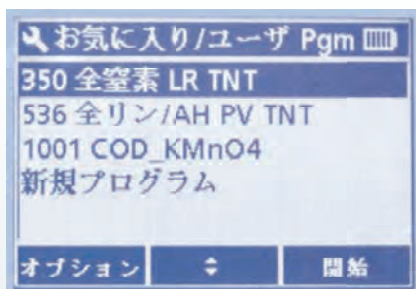 お気に入り/ユーザ Pgm
350 全窒素 LR TNT
536 全リン/AH PV TNT
1001 COD_KMnO4
新規プログラム
オプション 開始